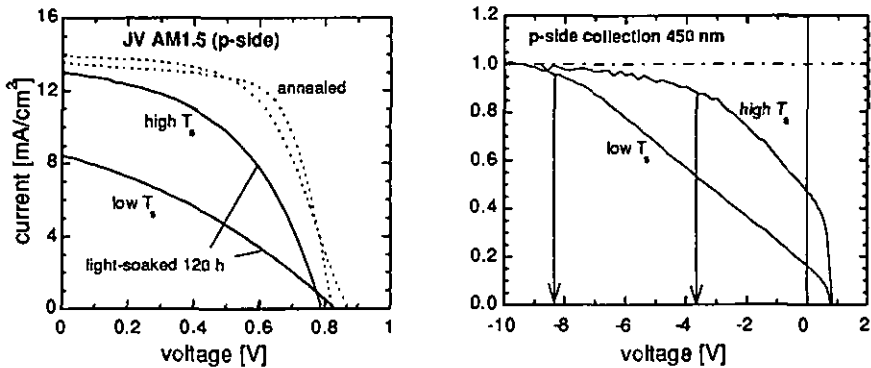 JV AM1.5 (p-side)
annealed
high Ts
low Ts
light-soaked 120 h
current [mA/cm²]
16
12
8
4
0
0 0.2 0.4 0.6 0.8 1
voltage [V]
p-side collection 450 nm
high Ts
low Ts
1.2
1.0
0.8
0.6
0.4
0.2
0.0
-10 -8 -6 -4 -2 0 2
voltage [V]